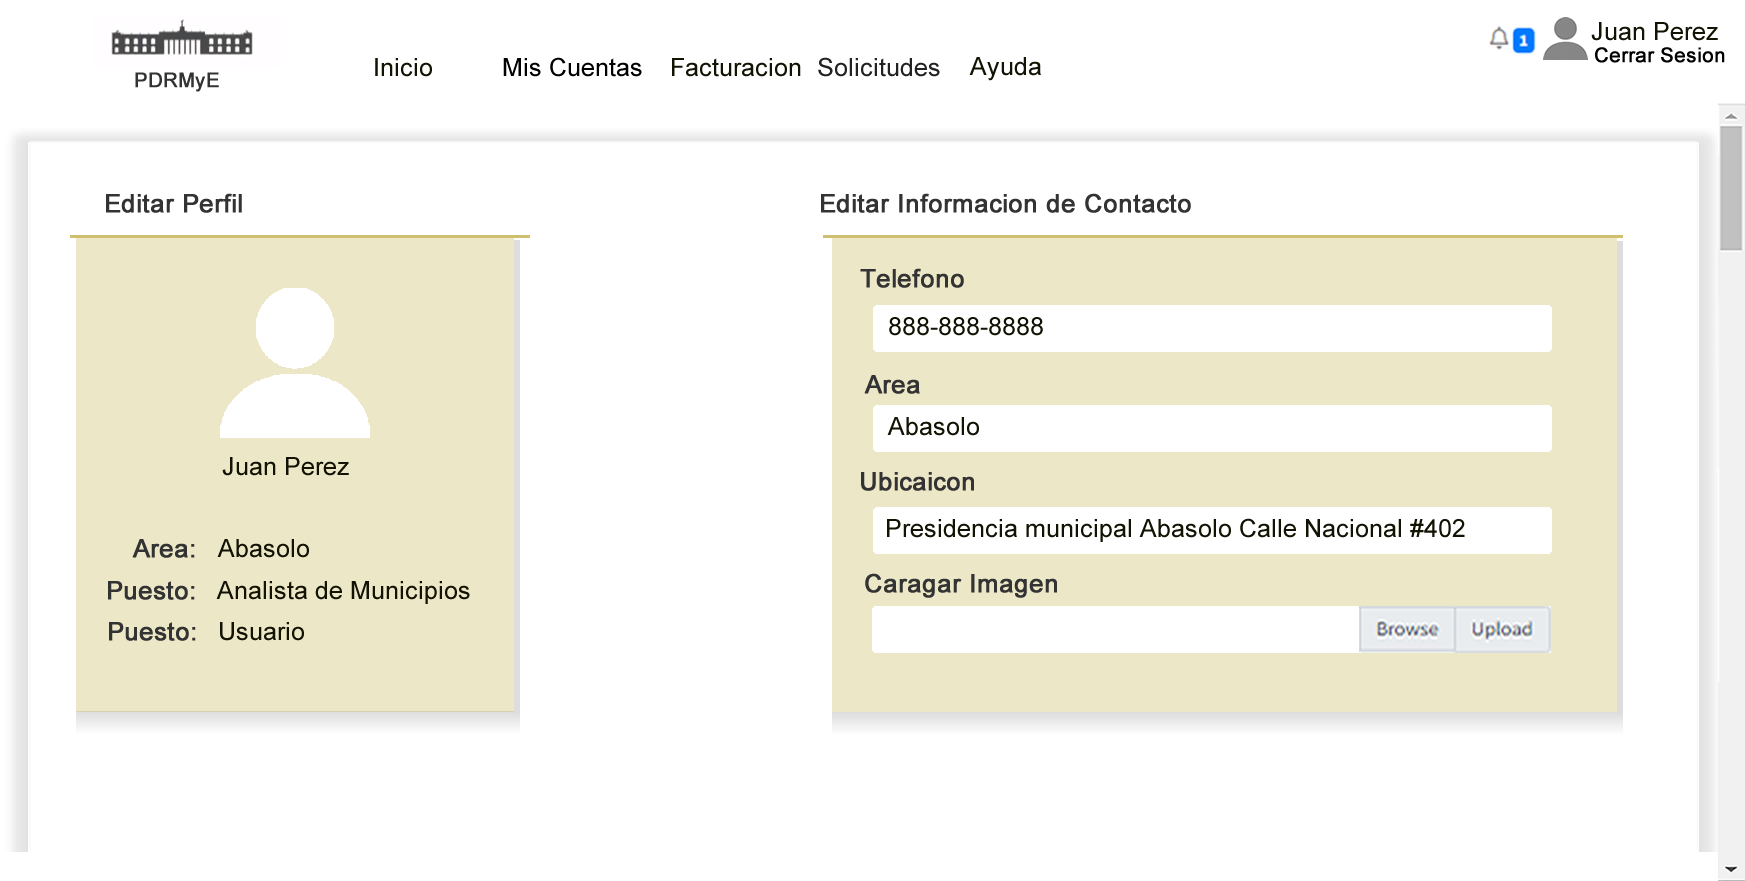 PDRMyE
Inicio
Mis Cuentas
Facturacion
Solicitudes
Ayuda
1
Juan Perez
Cerrar Sesion
Editar Perfil
Juan Perez
Area: Abasolo
Puesto: Analista de Municipios
Puesto: Usuario
Editar Informacion de Contacto
Telefono
888-888-8888
Area
Abasolo
Ubicaicon
Presidencia municipal Abasolo Calle Nacional #402
Caragar Imagen
Browse
Upload